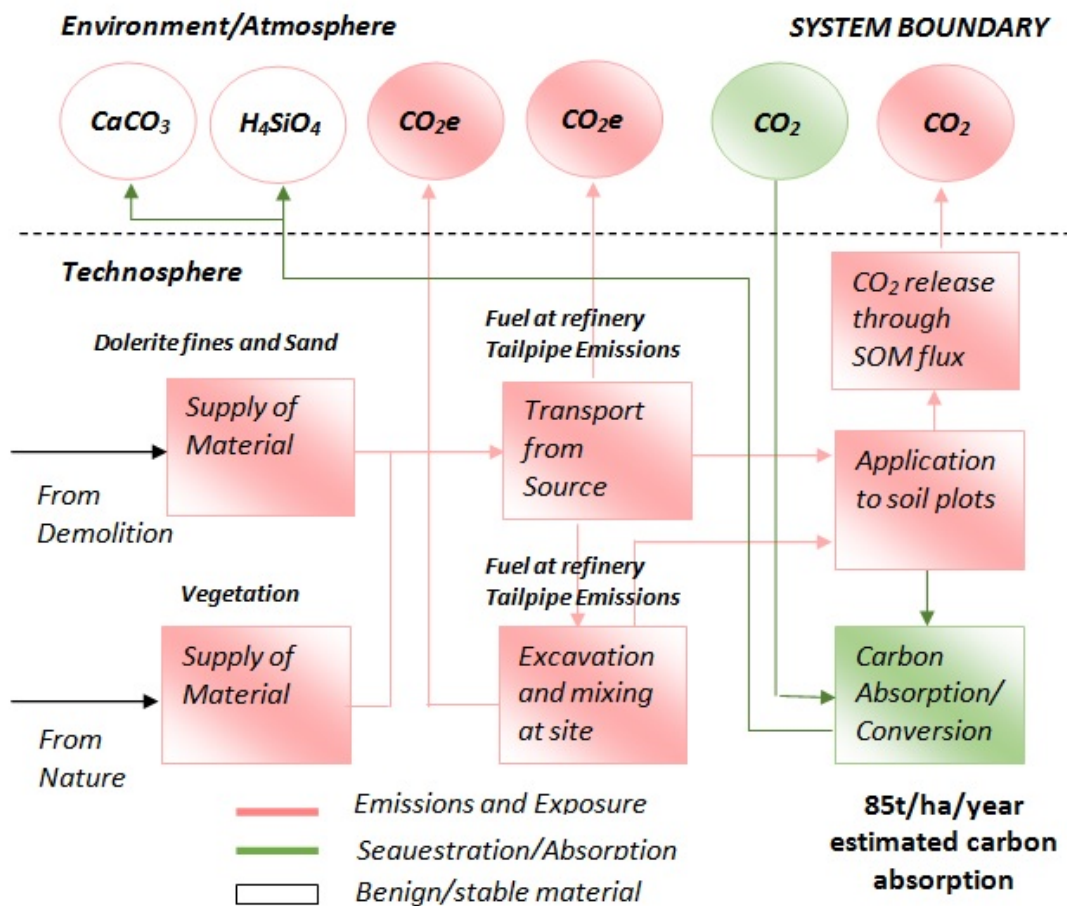 Environment/Atmosphere
SYSTEM BOUNDARY
CaCO₃
H₄SiO₄
CO₂e
CO₂e
CO₂
CO₂
Technosphere
CO₂ release
through
SOM flux
Dolerite fines and Sand
Fuel at refinery
Tailpipe Emissions
Supply of
Material
Transport
from
Source
Application
to soil plots
From
Demolition
Vegetation
Fuel at refinery
Tailpipe Emissions
Supply of
Material
Excavation
and mixing
at site
Carbon
Absorption/
Conversion
From
Nature
Emissions and Exposure
Seauestration/Absorption
Benign/stable material
85t/ha/year
estimated carbon
absorption